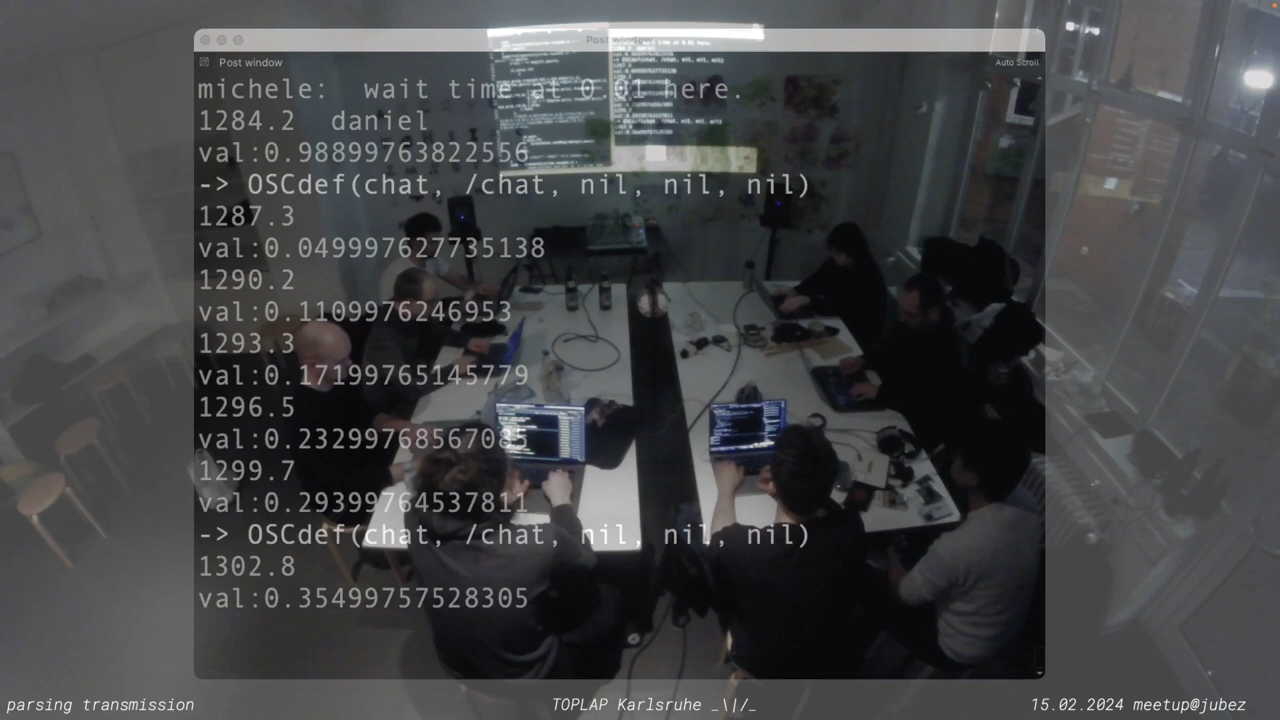 Post window
Post window
Auto Scroll
michele:  wait time at 0 01 here.
1284.2  daniel
val:0.98899763822556
-> OSCdef(chat, /chat, nil, nil, nil)
1287.3
val:0.049997627735138
1290.2
val:0.1109976246953
1293.3
val:0.17199765145779
1296.5
val:0.23299768567085
1299.7
val:0.29399764537811
-> OSCdef(chat, /chat, nil, nil, nil)
1302.8
val:0.35499757528305
parsing transmission
TOPLAP Karlsruhe _\|/_
15.02.2024 meetup@jubez